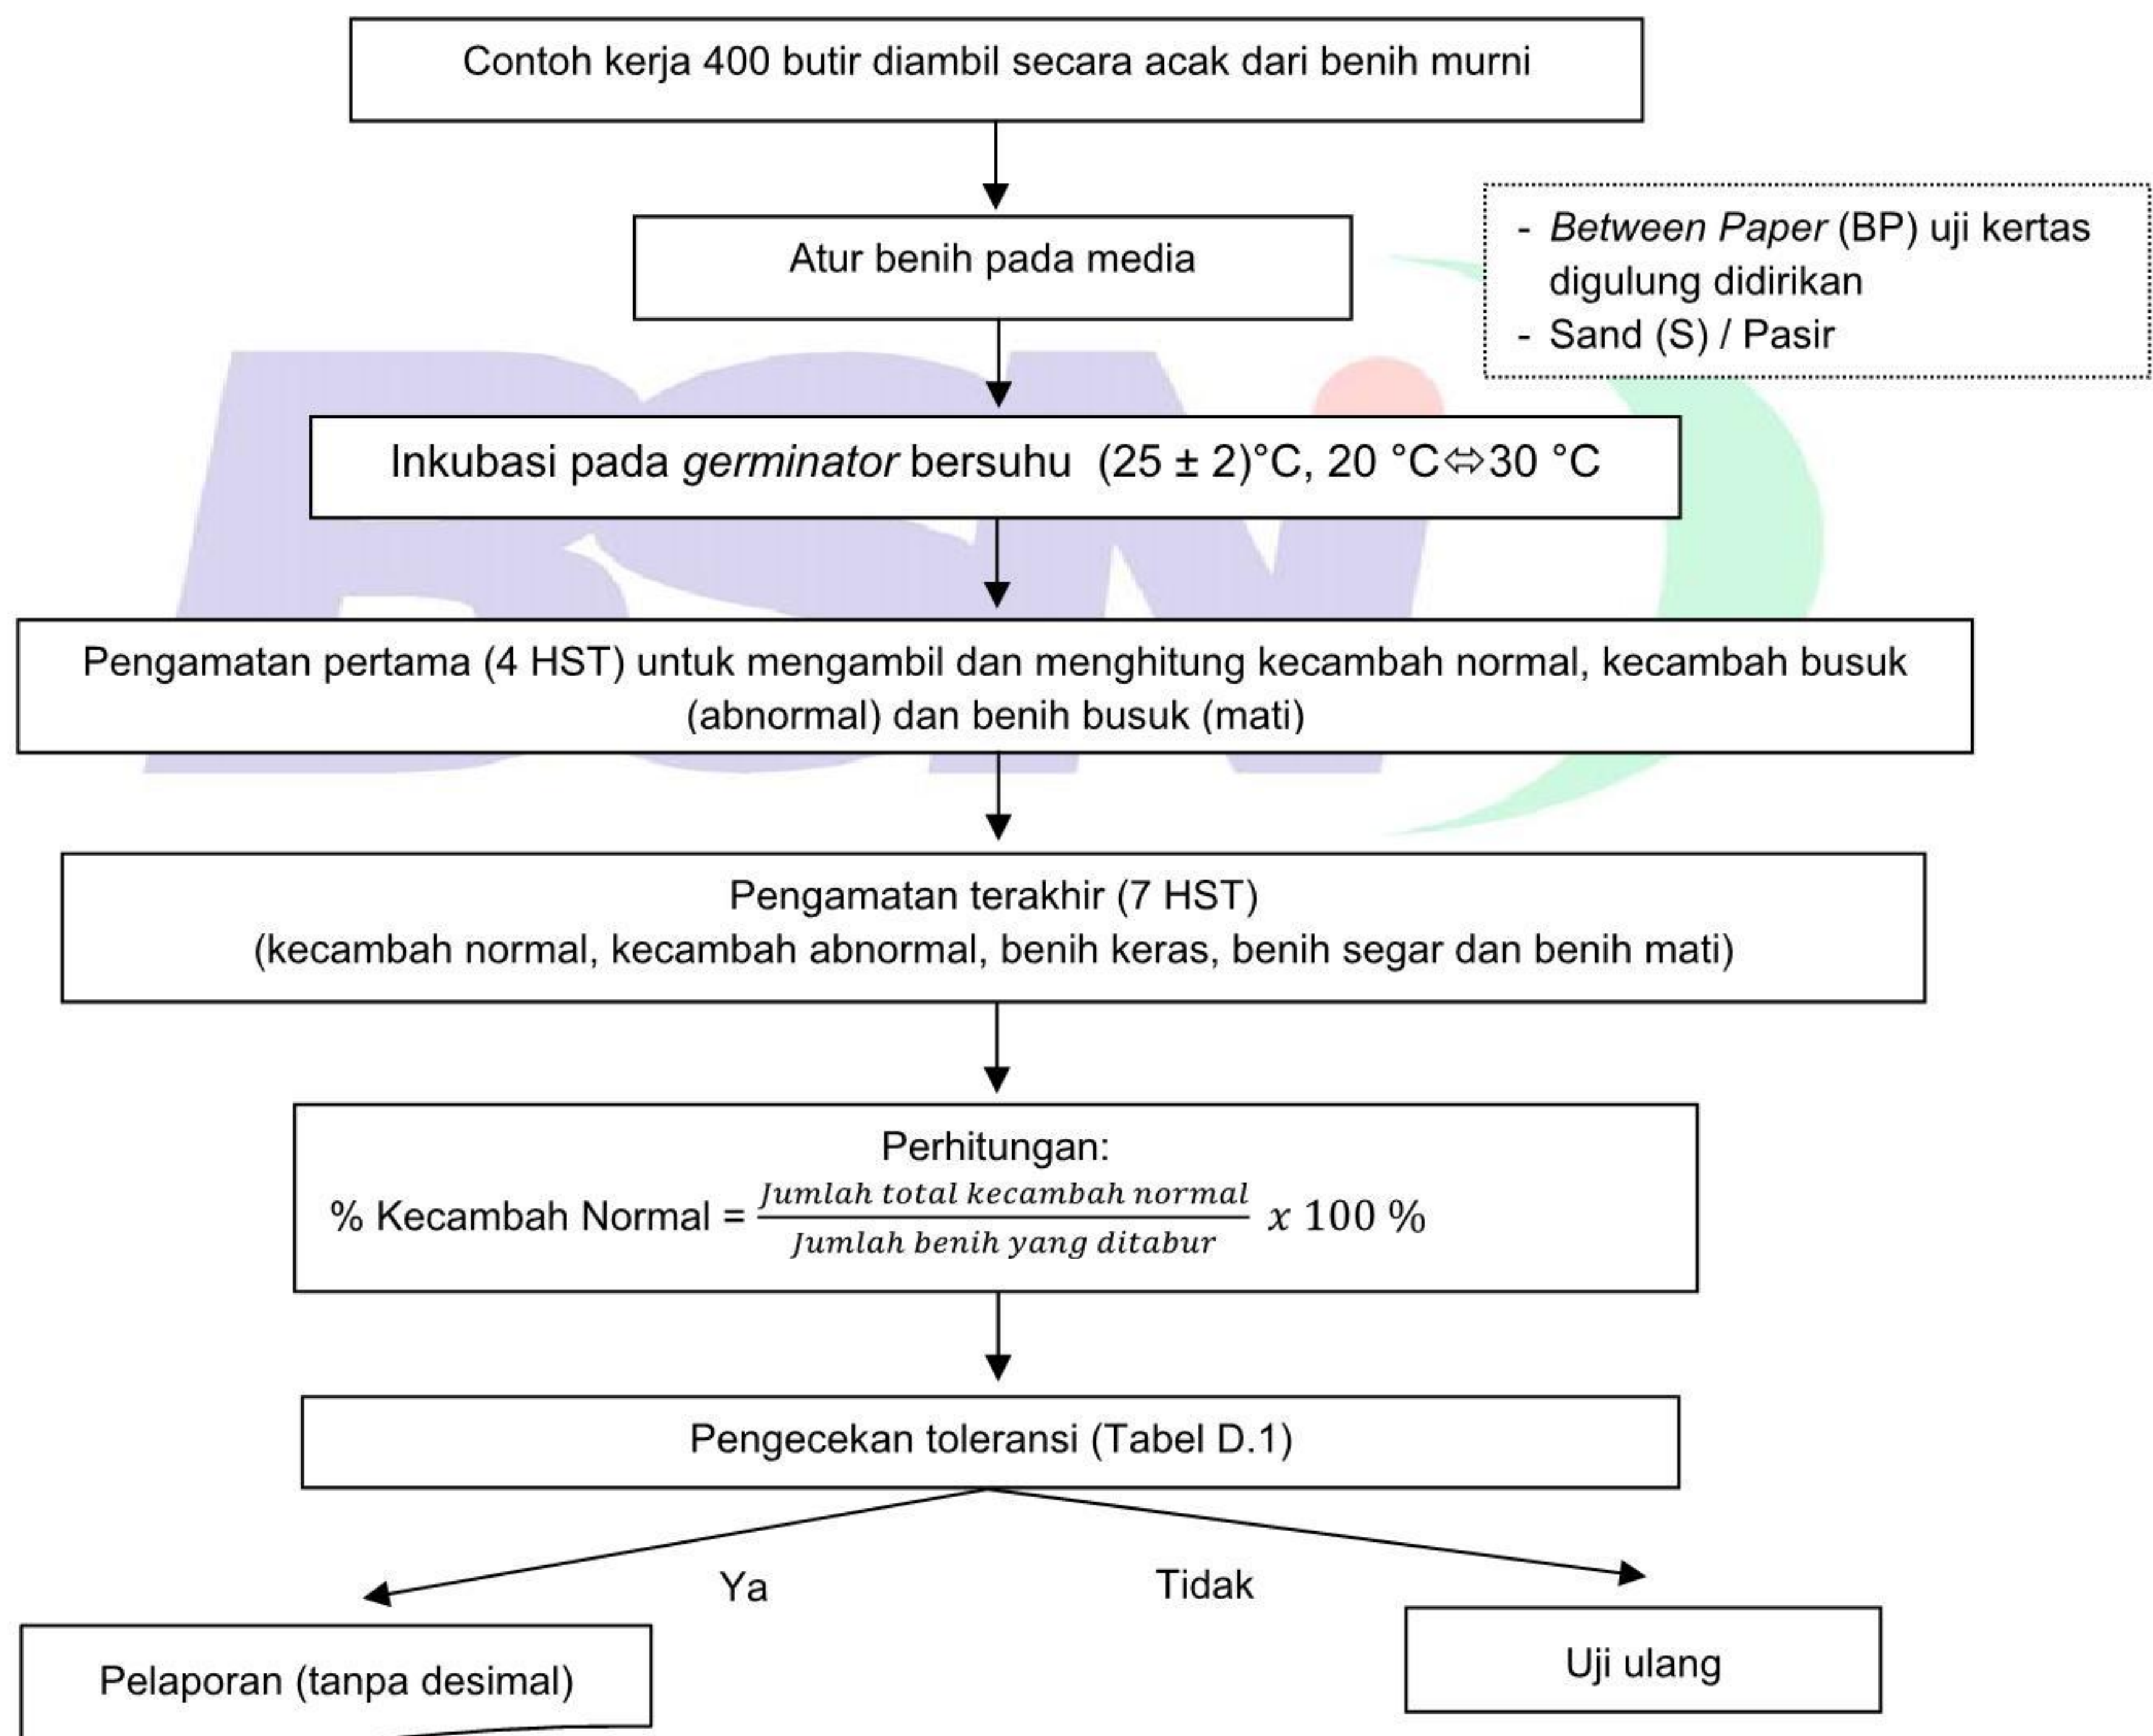 Contoh kerja 400 butir diambil secara acak dari benih murni
Atur benih pada media
- Between Paper (BP) uji kertas
digulung didirikan
- Sand (S) / Pasir
Inkubasi pada germinator bersuhu (25 ± 2)°C, 20 °C⬄30 °C
Pengamatan pertama (4 HST) untuk mengambil dan menghitung kecambah normal, kecambah busuk
(abnormal) dan benih busuk (mati)
Pengamatan terakhir (7 HST)
(kecambah normal, kecambah abnormal, benih keras, benih segar dan benih mati)
Perhitungan:
% Kecambah Normal = Jumlah total kecambah normal / Jumlah benih yang ditabur x 100 %
Pengecekan toleransi (Tabel D.1)
Ya
Tidak
Pelaporan (tanpa desimal)
Uji ulang
BSN